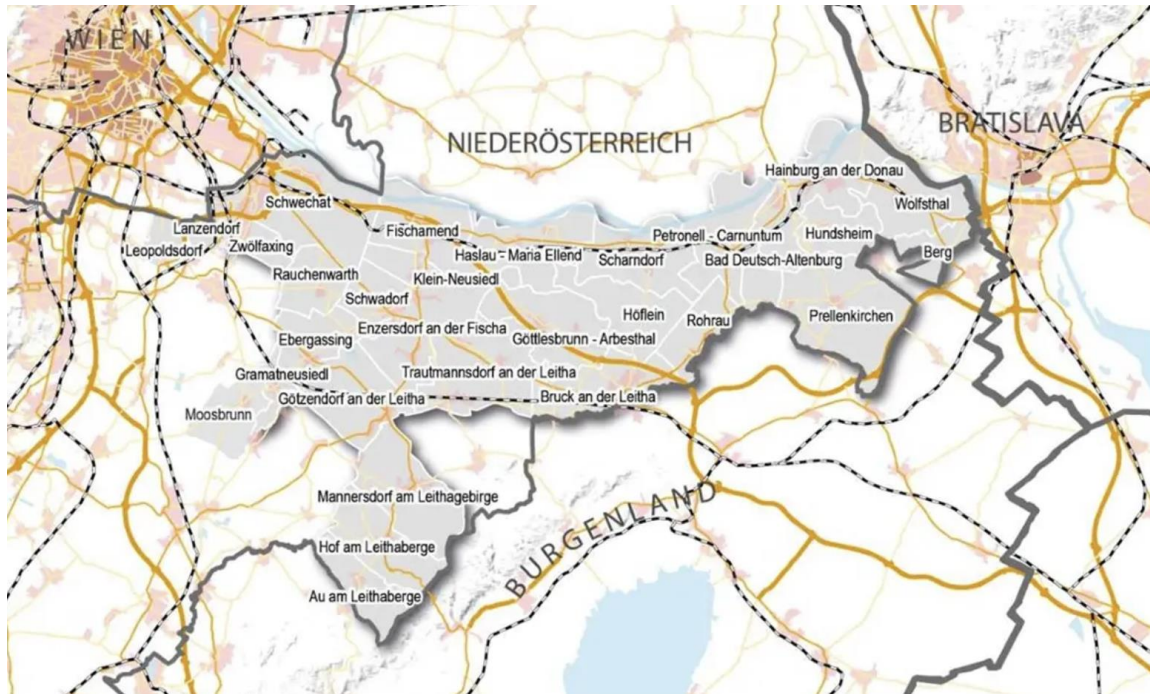 WIEN
BRATISLAVA
NIEDERÖSTERREICH
Hainburg an der Donau
Schwechat
Wolfsthal
Lanzendorf
Fischamend
Petronell - Carnuntum
Hundsheim
Leopoldsdorf
Zwölfaxing
Haslau - Maria Ellend
Scharndorf
Bad Deutsch-Altenburg
Berg
Rauchenwarth
Klein-Neusiedl
Schwadorf
Höflein
Rohrau
Prellenkirchen
Enzersdorf an der Fischa
Ebergassing
Göttlesbrunn - Arbesthal
Gramatneusiedl
Trautmannsdorf an der Leitha
Götzendorf an der Leitha
Bruck an der Leitha
Moosbrunn
Mannersdorf am Leithagebirge
BURGENLAND
Hof am Leithaberge
Au am Leithaberge